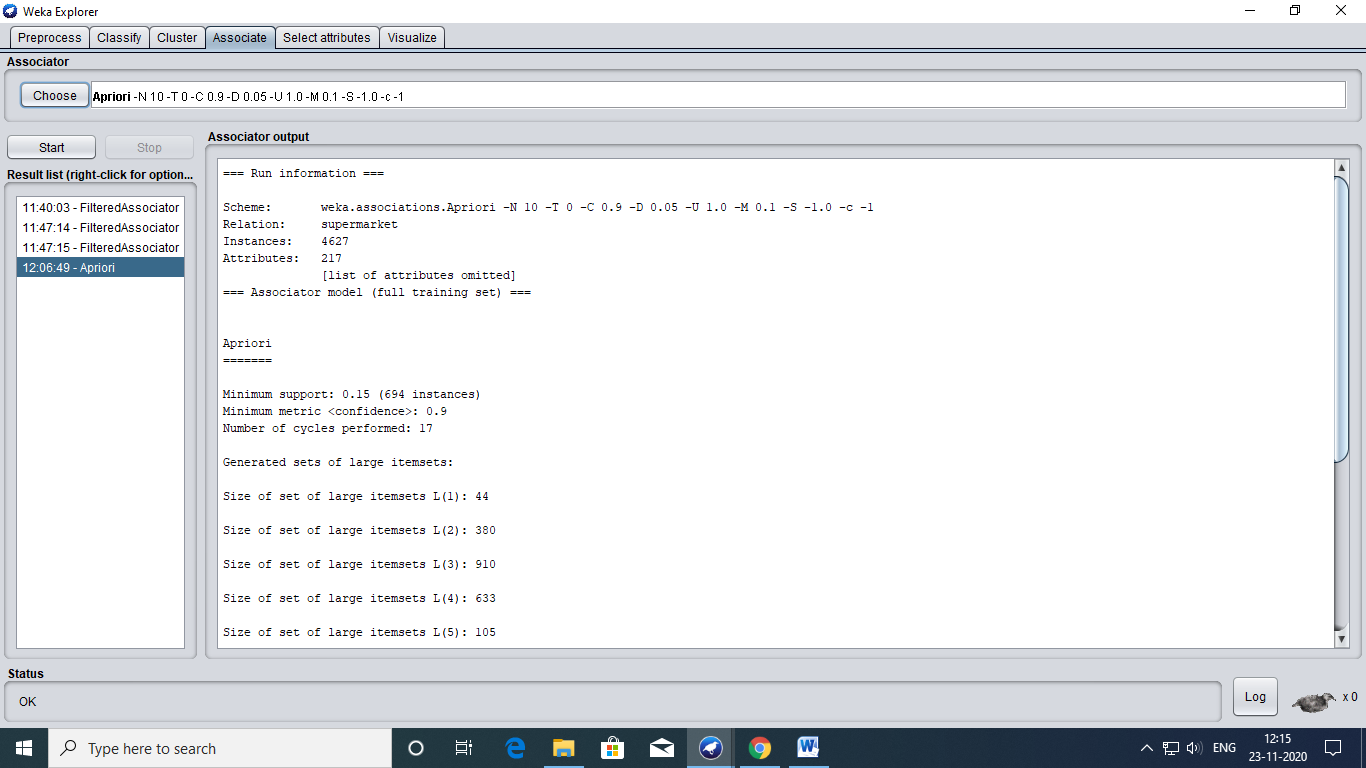 Weka Explorer
Preprocess Classify Cluster Associate Select attributes Visualize
Associator
Choose Apriori -N 10 -T 0 -C 0.9 -D 0.05 -U 1.0 -M 0.1 -S -1.0 -c -1
Start Stop
Result list (right-click for option...
11:40:03 - FilteredAssociator
11:47:14 - FilteredAssociator
11:47:15 - FilteredAssociator
12:06:49 - Apriori
Associator output
=== Run information ===
Scheme: weka.associations.Apriori -N 10 -T 0 -C 0.9 -D 0.05 -U 1.0 -M 0.1 -S -1.0 -c -1
Relation: supermarket
Instances: 4627
Attributes: 217
[list of attributes omitted]
=== Associator model (full training set) ===
Apriori
=======
Minimum support: 0.15 (694 instances)
Minimum metric <confidence>: 0.9
Number of cycles performed: 17
Generated sets of large itemsets:
Size of set of large itemsets L(1): 44
Size of set of large itemsets L(2): 380
Size of set of large itemsets L(3): 910
Size of set of large itemsets L(4): 633
Size of set of large itemsets L(5): 105
Status
OK
Log
x 0
Type here to search
ENG
12:15
23-11-2020